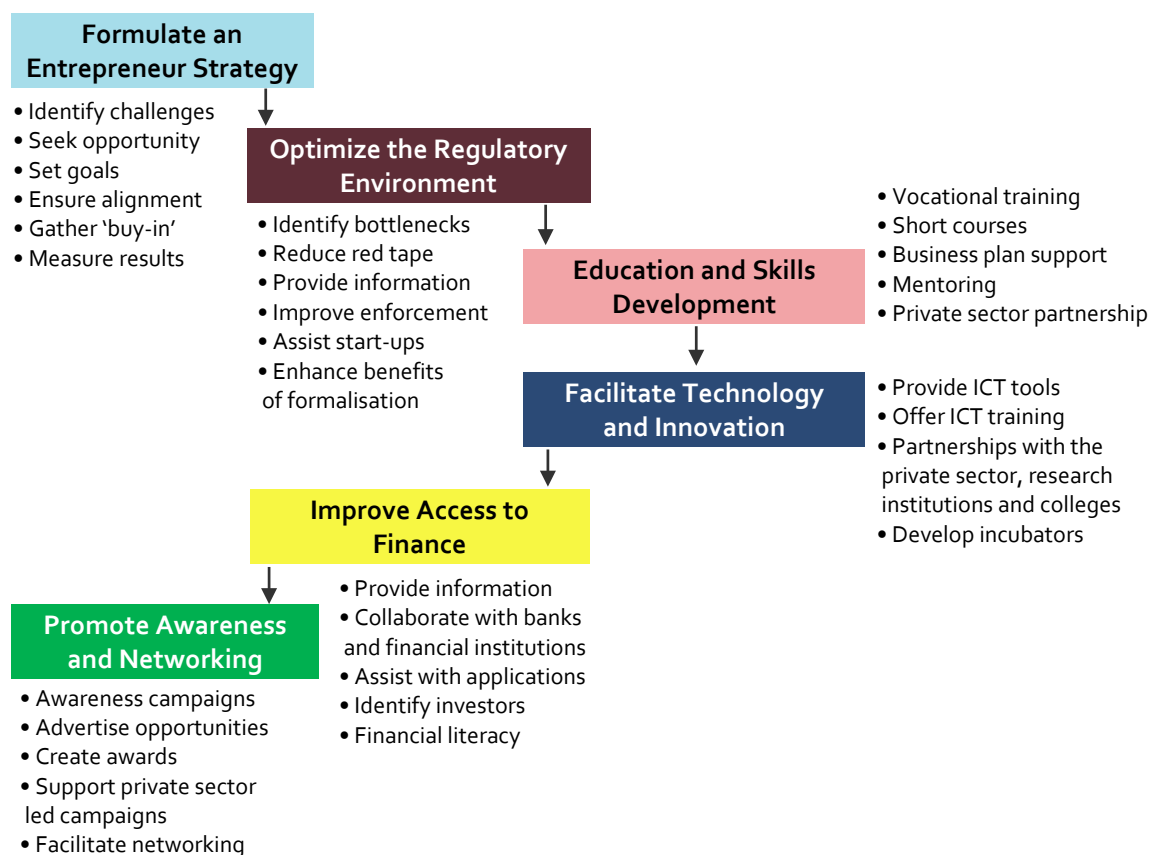 Formulate an
Entrepreneur Strategy
• Identify challenges
• Seek opportunity
• Set goals
• Ensure alignment
• Gather ‘buy-in’
• Measure results
Optimize the Regulatory
Environment
• Identify bottlenecks
• Reduce red tape
• Provide information
• Improve enforcement
• Assist start-ups
• Enhance benefits
of formalisation
Education and Skills
Development
• Vocational training
• Short courses
• Business plan support
• Mentoring
• Private sector partnership
Facilitate Technology
and Innovation
• Provide ICT tools
• Offer ICT training
• Partnerships with the
private sector, research
institutions and colleges
• Develop incubators
Improve Access to
Finance
• Provide information
• Collaborate with banks
and financial institutions
• Assist with applications
• Identify investors
• Financial literacy
Promote Awareness
and Networking
• Awareness campaigns
• Advertise opportunities
• Create awards
• Support private sector
led campaigns
• Facilitate networking